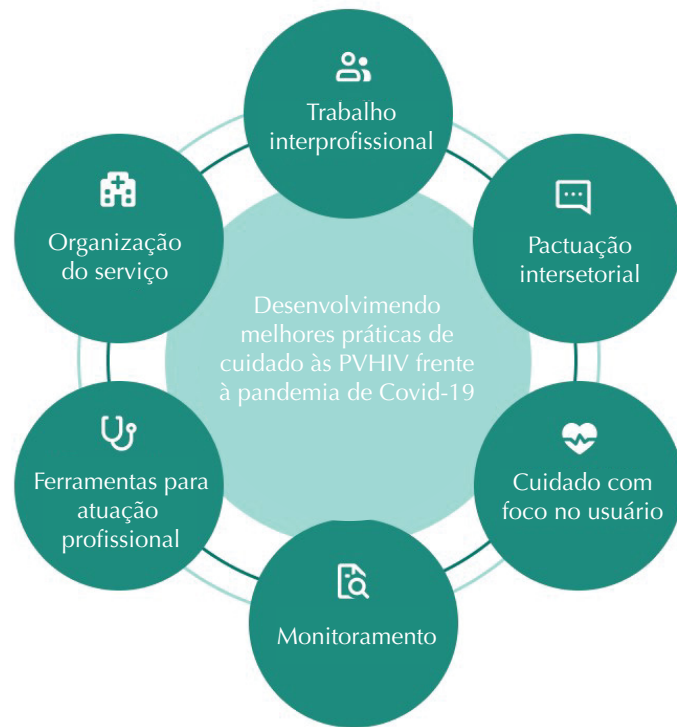 Trabalho
interprofissional
Pactuação
intersetorial
Cuidado com
foco no usuário
Monitoramento
Ferramentas para
atuação
profissional
Organização
do serviço
Desenvolvimendo
melhores práticas de
cuidado às PVHIV frente
à pandemia de Covid-19